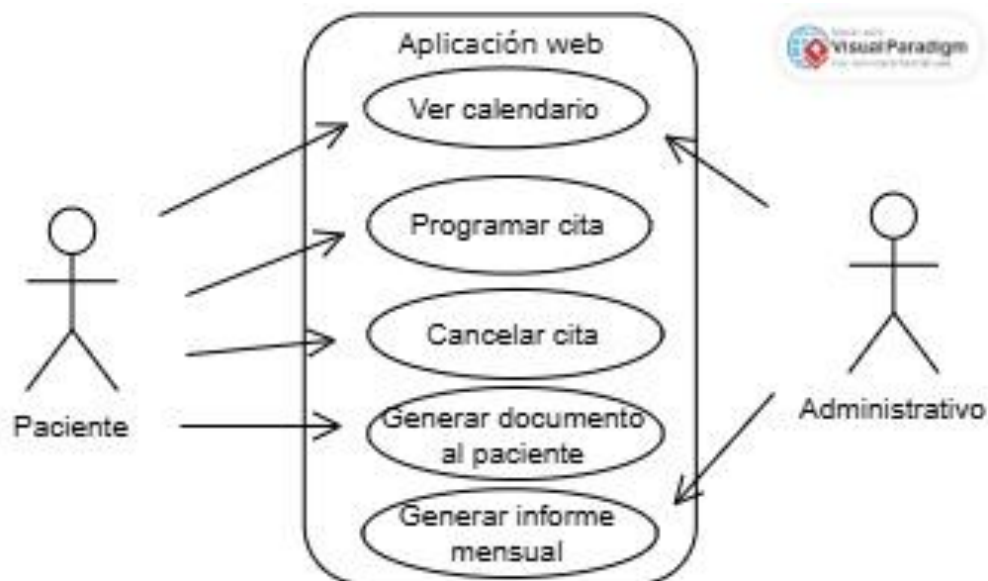 Aplicación web
Visual Paradigm
Ver calendario
Programar cita
Cancelar cita
Generar documento
al paciente
Generar informe
mensual
Paciente
Administrativo